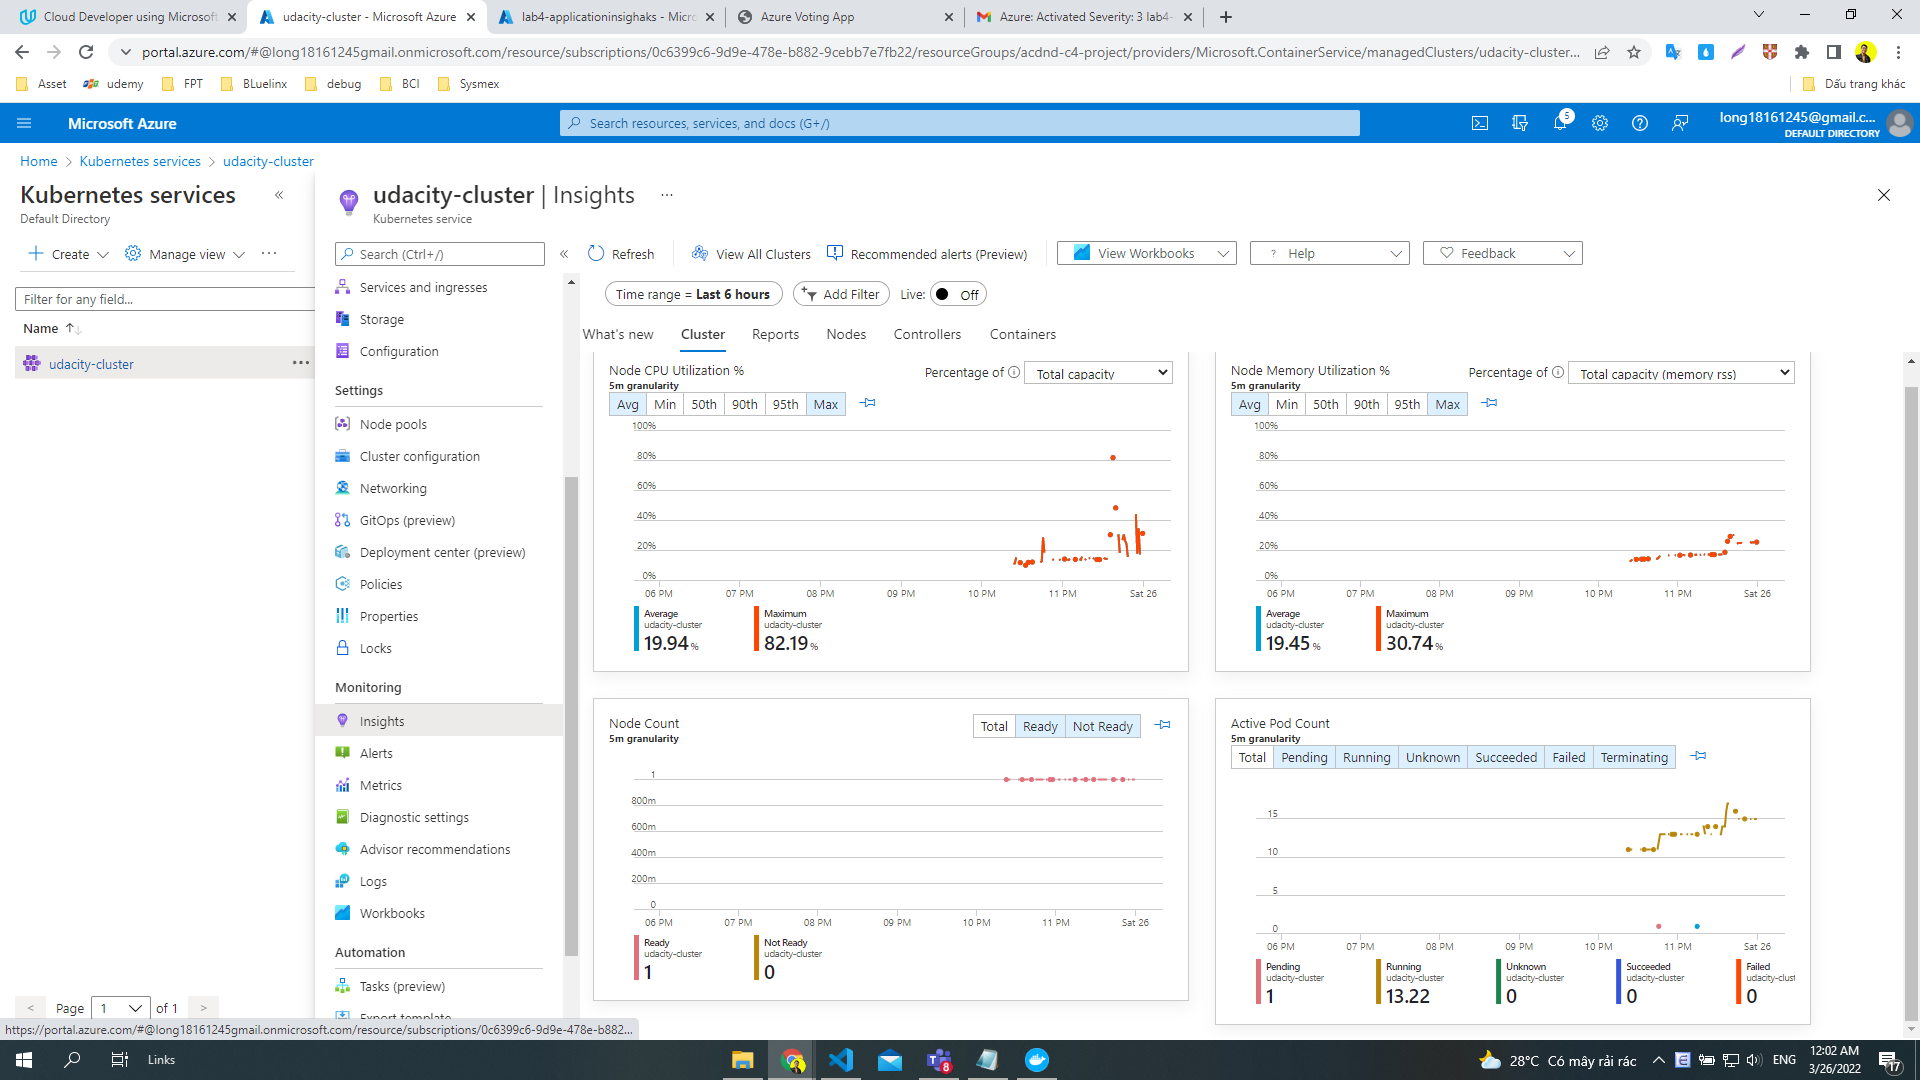 Cloud Developer using Microsoft
udacity-cluster - Microsoft Azure
lab4-applicationinsighaks - Micro
Azure Voting App
Azure: Activated Severity: 3 lab4-
portal.azure.com/#@long18161245gmail.onmicrosoft.com/resource/subscriptions/0c6399c6-9d9e-478e-b882-9cebb7e7fb22/resourceGroups/acdnd-c4-project/providers/Microsoft.ContainerService/managedClusters/udacity-cluster...
Asset
udemy
FPT
BLuelinx
debug
BCI
Sysmex
Dấu trang khác
Microsoft Azure
Search resources, services, and docs (G+/)
5
long18161245@gmail.c...
DEFAULT DIRECTORY
Home > Kubernetes services > udacity-cluster
Kubernetes services
Default Directory
Create
Manage view
Filter for any field...
Name
udacity-cluster
< Page 1 of 1 >
udacity-cluster | Insights
Kubernetes service
Search (Ctrl+/)
Services and ingresses
Storage
Configuration
Settings
Node pools
Cluster configuration
Networking
GitOps (preview)
Deployment center (preview)
Policies
Properties
Locks
Monitoring
Insights
Alerts
Metrics
Diagnostic settings
Advisor recommendations
Logs
Workbooks
Automation
Tasks (preview)
Export template
Refresh
View All Clusters
Recommended alerts (Preview)
View Workbooks
? Help
Feedback
Time range = Last 6 hours
Add Filter
Live: Off
What's new
Cluster
Reports
Nodes
Controllers
Containers
Node CPU Utilization %
5m granularity
Percentage of
Total capacity
Avg Min 50th 90th 95th Max
100%
80%
60%
40%
20%
0%
06 PM 07 PM 08 PM 09 PM 10 PM 11 PM Sat 26
Average
udacity-cluster
19.94 %
Maximum
udacity-cluster
82.19 %
Node Memory Utilization %
5m granularity
Percentage of
Total capacity (memory rss)
Avg Min 50th 90th 95th Max
100%
80%
60%
40%
20%
0%
06 PM 07 PM 08 PM 09 PM 10 PM 11 PM Sat 26
Average
udacity-cluster
19.45 %
Maximum
udacity-cluster
30.74 %
Node Count
5m granularity
Total Ready Not Ready
1
800m
600m
400m
200m
0
06 PM 07 PM 08 PM 09 PM 10 PM 11 PM Sat 26
Ready
udacity-cluster
1
Not Ready
udacity-cluster
0
Active Pod Count
5m granularity
Total Pending Running Unknown Succeeded Failed Terminating
15
10
5
0
06 PM 07 PM 08 PM 09 PM 10 PM 11 PM Sat 26
Pending
udacity-cluster
1
Running
udacity-cluster
13.22
Unknown
udacity-cluster
0
Succeeded
udacity-cluster
0
Failed
udacity-clust
0
https://portal.azure.com/#@long18161245gmail.onmicrosoft.com/resource/subscriptions/0c6399c6-9d9e-478e-b882...
Links
8
28°C Có mây rải rác
ENG
12:02 AM
3/26/2022
17